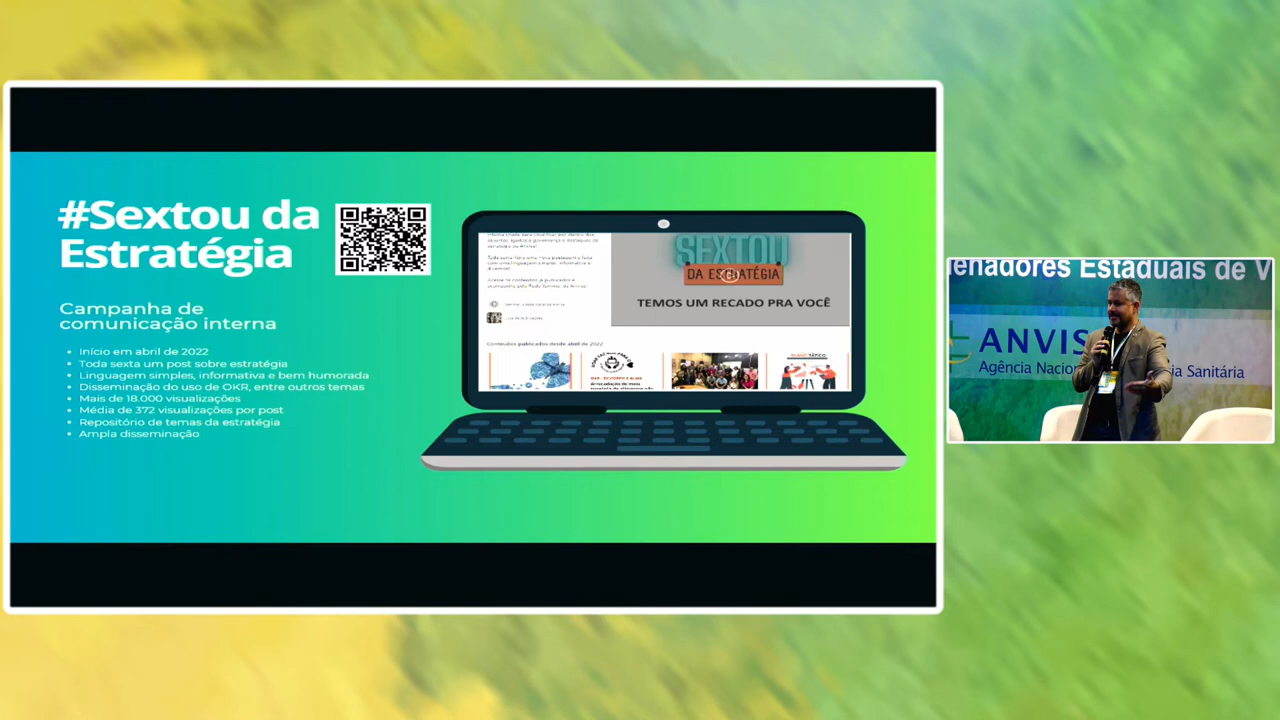 #Sextou da
Estratégia
Campanha de
comunicação interna
Início em abril de 2022
Toda sexta um post sobre estratégia
Linguagem simples, informativa e bem humorada
Disseminação do uso de OKR, entre outros temas
Mais de 18.000 visualizações
Média de 372 visualizações por post
Repositório de temas da estratégia
Ampla disseminação
SEXTOU
DA ESTRATÉGIA
TEMOS UM RECADO PRA VOCÊ
Conteúdos publicados desde abril de 2022
enadores Estaduais de V
ANVIS
Agência Nacion ia Sanitária